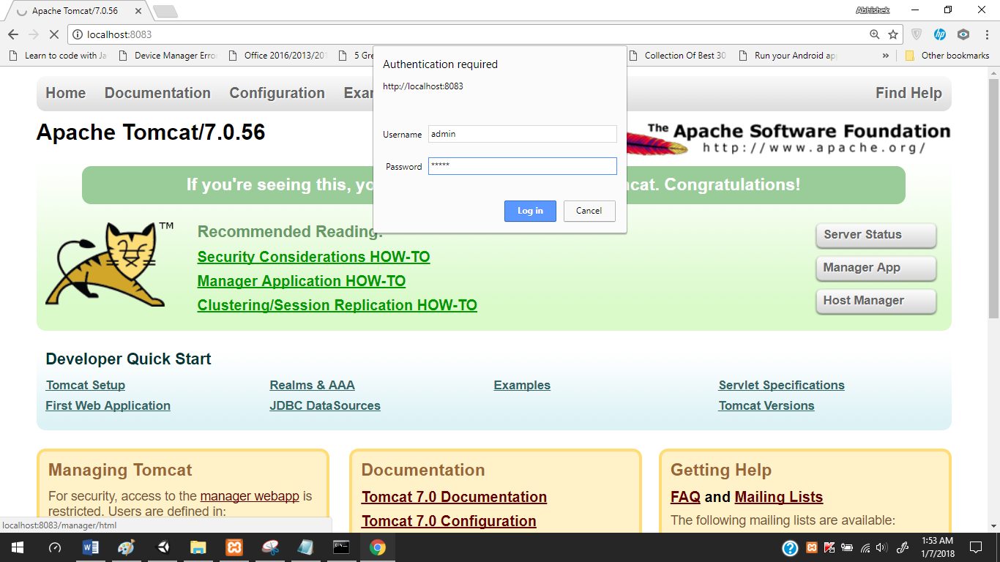 Apache Tomcat/7.0.56
Abhishek
localhost:8083
Learn to code with Ja
Device Manager Erro
Office 2016/2013/201
5 Gre
Collection Of Best 30
Run your Android ap
»
Other bookmarks
Authentication required
http://localhost:8083
Username
admin
Password
*****
Log in
Cancel
Home
Documentation
Configuration
Exa
Find Help
Apache Tomcat/7.0.56
The Apache Software Foundation
http://www.apache.org/
If you're seeing this, yo
cat. Congratulations!
TM
Recommended Reading:
Security Considerations HOW-TO
Manager Application HOW-TO
Clustering/Session Replication HOW-TO
Server Status
Manager App
Host Manager
Developer Quick Start
Tomcat Setup
First Web Application
Realms & AAA
JDBC DataSources
Examples
Servlet Specifications
Tomcat Versions
Managing Tomcat
For security, access to the manager webapp is
restricted. Users are defined in:
Documentation
Tomcat 7.0 Documentation
Tomcat 7.0 Configuration
Getting Help
FAQ and Mailing Lists
The following mailing lists are available:
localhost:8083/manager/html
1:53 AM
1/7/2018